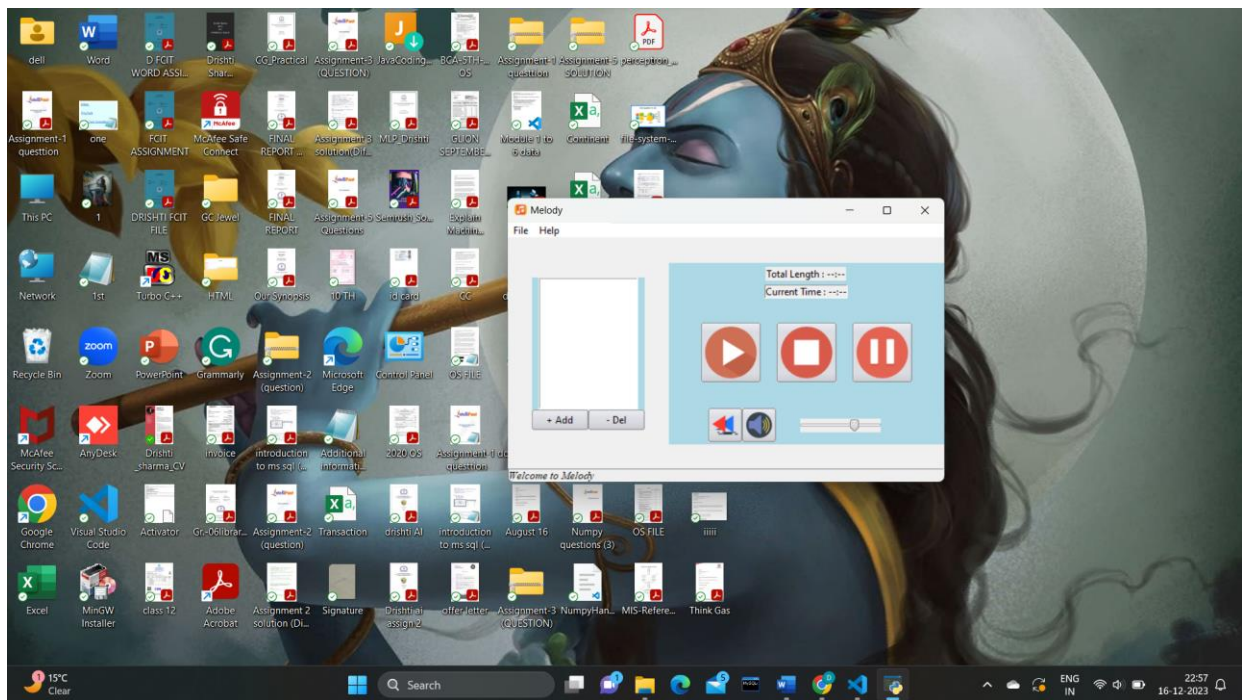 dell
Word
D FCIT
WORD ASSI...
Drishti
Shar...
CG_Practical
Assignment-3
(QUESTION)
JavaCoding...
BCA-5TH-...
OS
Assignment-1
questtion
Assignment-5
SOLUTION
perceptron_...
PDF
Assignment-1
questtion
one
FCIT
ASSIGNMENT
McAfee
McAfee Safe
Connect
FINAL
REPORT ...
Assignment 3
solution(Dif...
MLP_Drishti
GLION
SEPTEMBE...
Module 1 to
6 data
Continent
file-system-...
This PC
1
DRISHTI FCIT
FILE
GC Jewel
FINAL
REPORT
Assignment-5
Questions
Semrush_So...
Explain
Machin...
Network
1st
MS
Turbo C++
HTML
Our Synopsis
10 TH
id card
CC
Recycle Bin
zoom
Zoom
PowerPoint
Grammarly
Assignment-2
(question)
Microsoft
Edge
Control Panel
OS FILE
McAfee
Security Sc...
AnyDesk
Drishti
_sharma_CV
invoice
introduction
to ms sql (...
Additional
Informati...
2020 OS
Assignment-1
questtion
Google
Chrome
Visual Studio
Code
Activator
Gr.-06librar...
Assignment-2
(question)
Transaction
drishti AI
introduction
to ms sql (...
August 16
Numpy
questions (3)
OS FILE
iiiii
Excel
MinGW
Installer
class 12
Adobe
Acrobat
Assignment 2
solution (Di...
Signature
Drishti ai
assign 2
offer letter
Assignment-3
(QUESTION)
NumpyHan...
MIS-Refere...
Think Gas
Melody
File Help
Total Length : --:--
Current Time : --:--
+ Add - Del
Welcome to Melody
15°C
Clear
Search
ENG
IN
22:57
16-12-2023